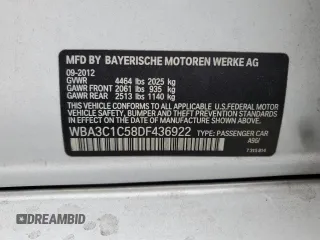 MFD BY BAYERISCHE MOTOREN WERKE AG
09-2012
GVWR 4464 lbs 2025 kg
GAWR FRONT 2061 lbs 935 kg
GAWR REAR 2513 lbs 1140 kg
THIS VEHICLE CONFORMS TO ALL APPLICABLE U.S.FEDERAL MOTOR
VEHICLE SAFETY, BUMPER, AND THEFT PREVENTION STANDARDS IN
EFFECT ON THE DATE OF MANUFACTURE SHOWN ABOVE.
WBA3C1C58DF436922 TYPE: PASSENGER CAR
DREAMBID